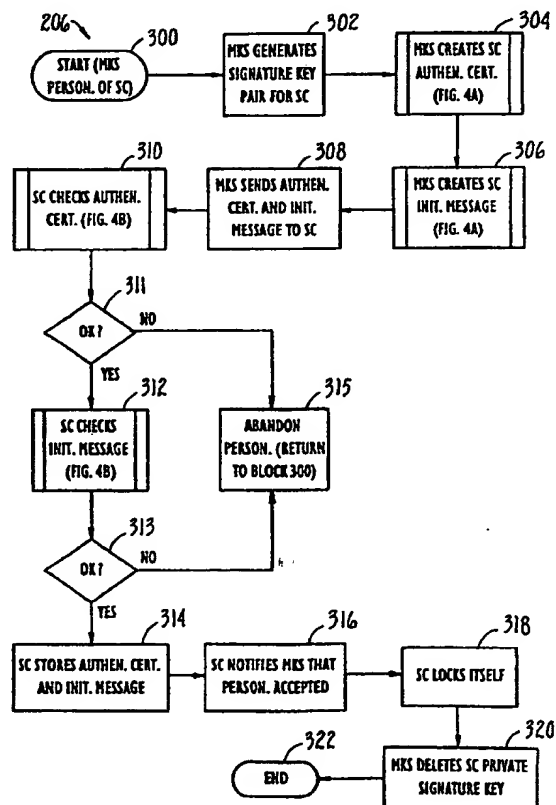 206
300
START (MKS
PERSON. OF SC)
302
MKS GENERATES
SIGNATURE KEY
PAIR FOR SC
304
MKS CREATES SC
AUTHEN. CERT.
(FIG. 4A)
306
MKS CREATES SC
INIT. MESSAGE
(FIG. 4A)
308
MKS SENDS AUTHEN.
CERT. AND INIT.
MESSAGE TO SC
310
SC CHECKS AUTHEN.
CERT. (FIG. 4B)
311
OK?
NO
YES
312
SC CHECKS
INIT. MESSAGE
(FIG. 4B)
315
ABANDON
PERSON. (RETURN
TO BLOCK 300)
313
OK?
NO
YES
314
SC STORES AUTHEN. CERT.
AND INIT. MESSAGE
316
SC NOTIFIES MKS THAT
PERSON. ACCEPTED
318
SC LOCKS ITSELF
320
MKS DELETES SC PRIVATE
SIGNATURE KEY
322
END